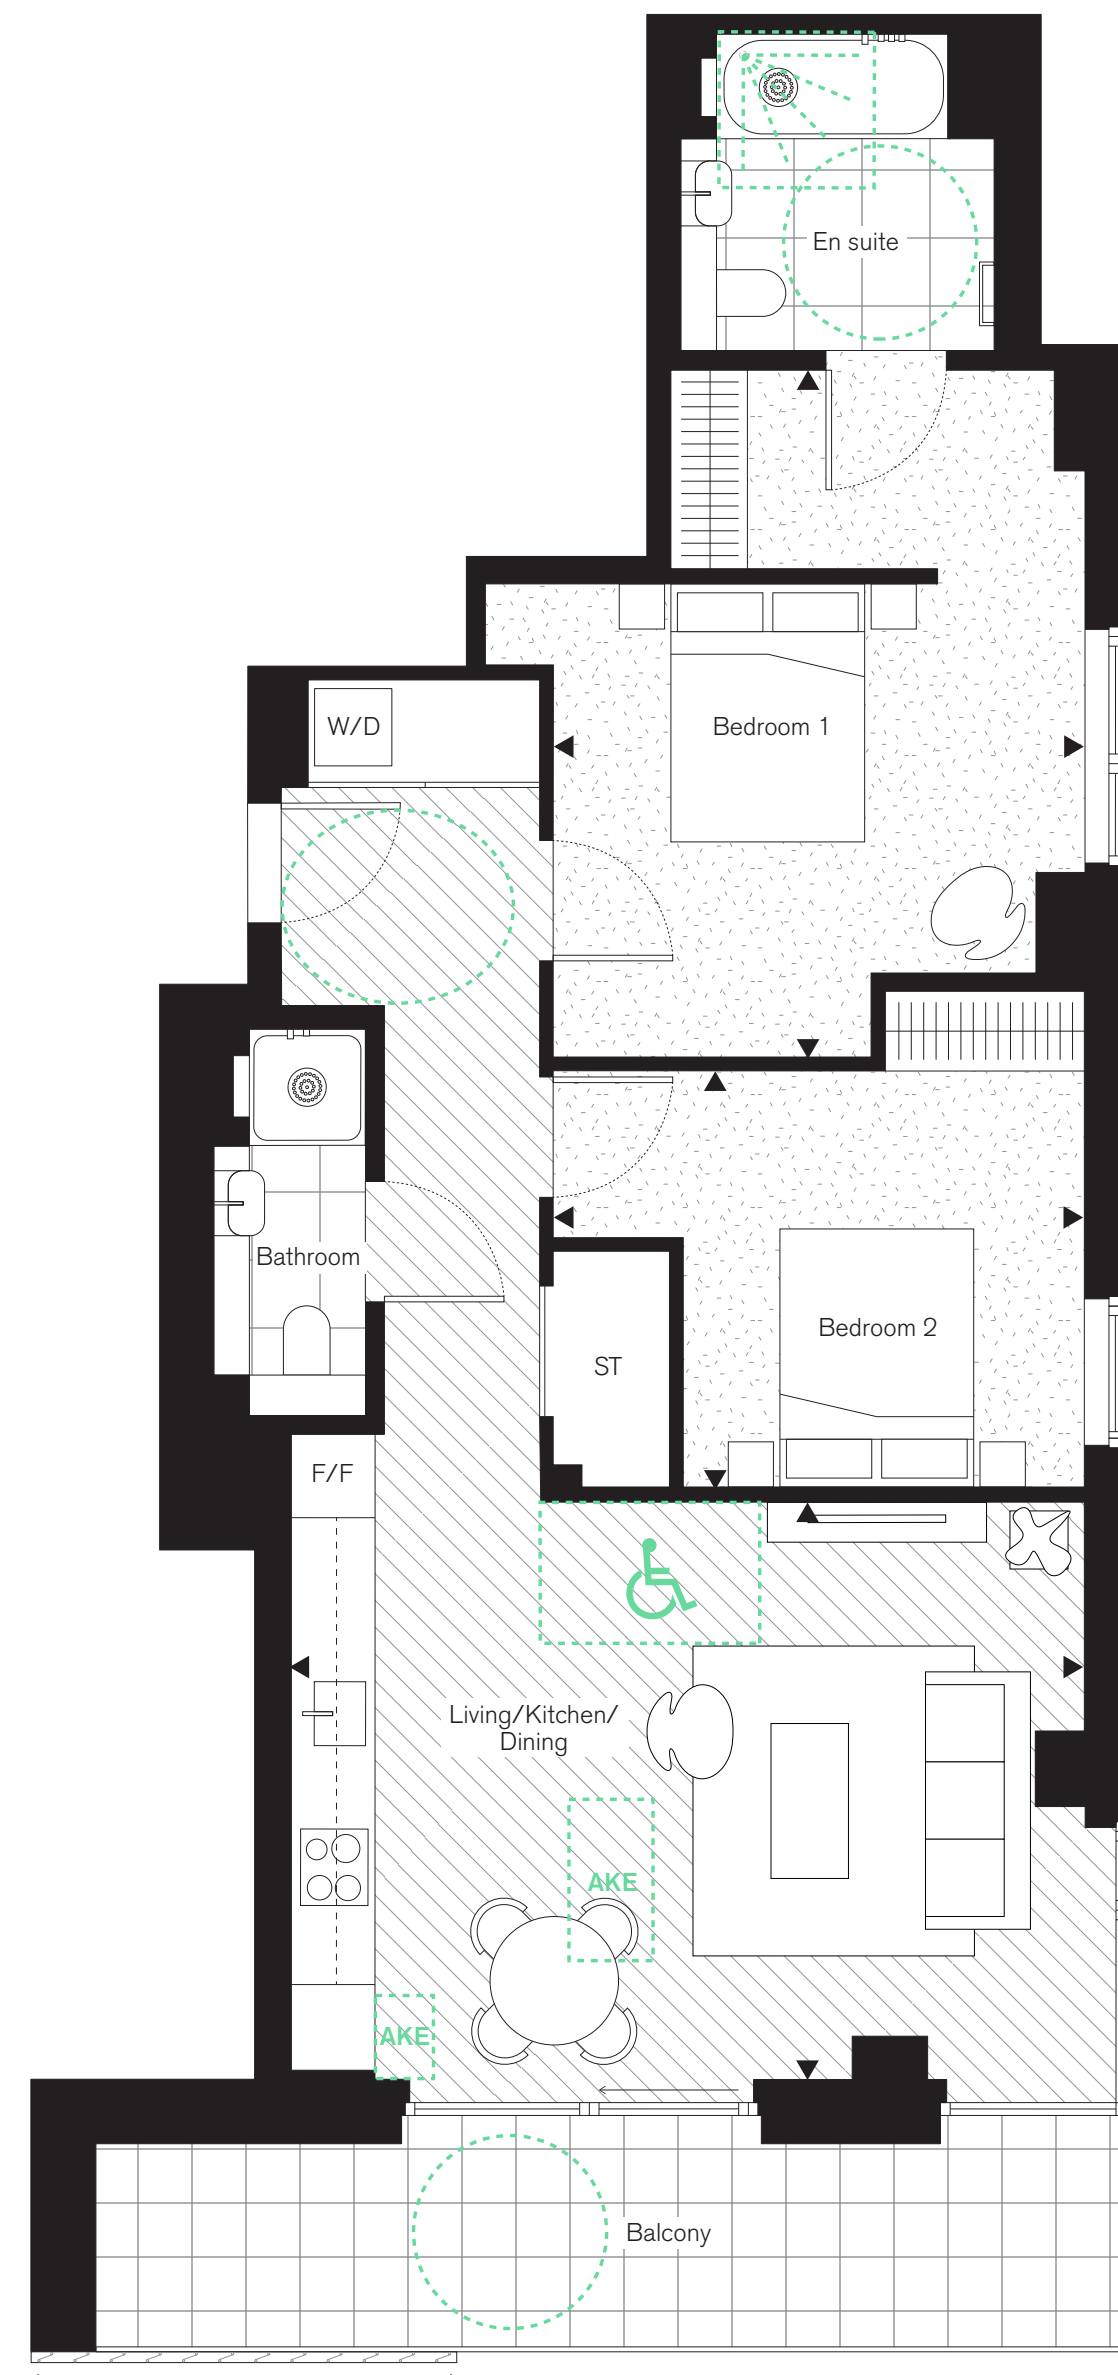 En suite
W/D
Bedroom 1
Bathroom
Bedroom 2
ST
F/F
Living/Kitchen/
Dining
AKE
AKE
Balcony